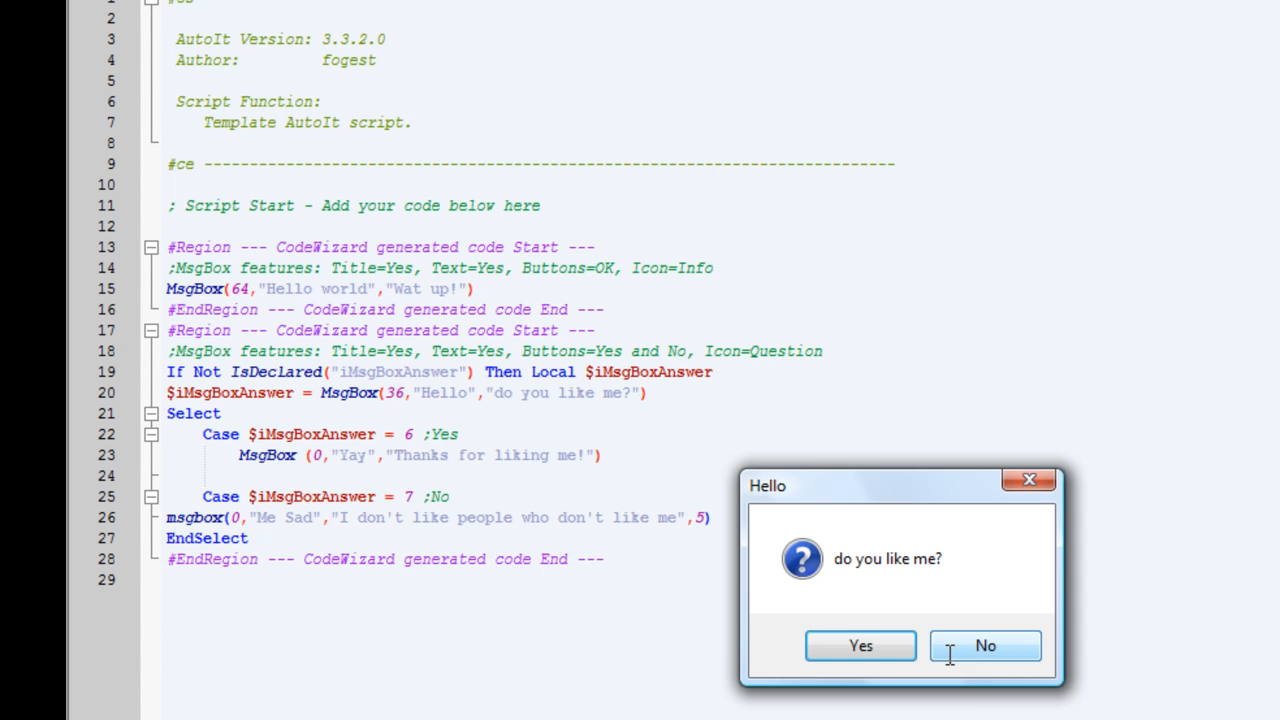 1 #cs
2
3 AutoIt Version: 3.3.2.0
4 Author: fogest
5
6 Script Function:
7 Template AutoIt script.
8
9 #ce ----------------------------------------------------------------------------
10
11 ; Script Start - Add your code below here
12
13 #Region --- CodeWizard generated code Start ---
14 ;MsgBox features: Title=Yes, Text=Yes, Buttons=OK, Icon=Info
15 MsgBox(64,"Hello world","Wat up!")
16 #EndRegion --- CodeWizard generated code End ---
17 #Region --- CodeWizard generated code Start ---
18 ;MsgBox features: Title=Yes, Text=Yes, Buttons=Yes and No, Icon=Question
19 If Not IsDeclared("iMsgBoxAnswer") Then Local $iMsgBoxAnswer
20 $iMsgBoxAnswer = MsgBox(36,"Hello","do you like me?")
21 Select
22 Case $iMsgBoxAnswer = 6 ;Yes
23 MsgBox (0,"Yay","Thanks for liking me!")
24
25 Case $iMsgBoxAnswer = 7 ;No
26 msgbox(0,"Me Sad","I don't like people who don't like me",5)
27 EndSelect
28 #EndRegion --- CodeWizard generated code End ---
29
Hello
do you like me?
Yes No